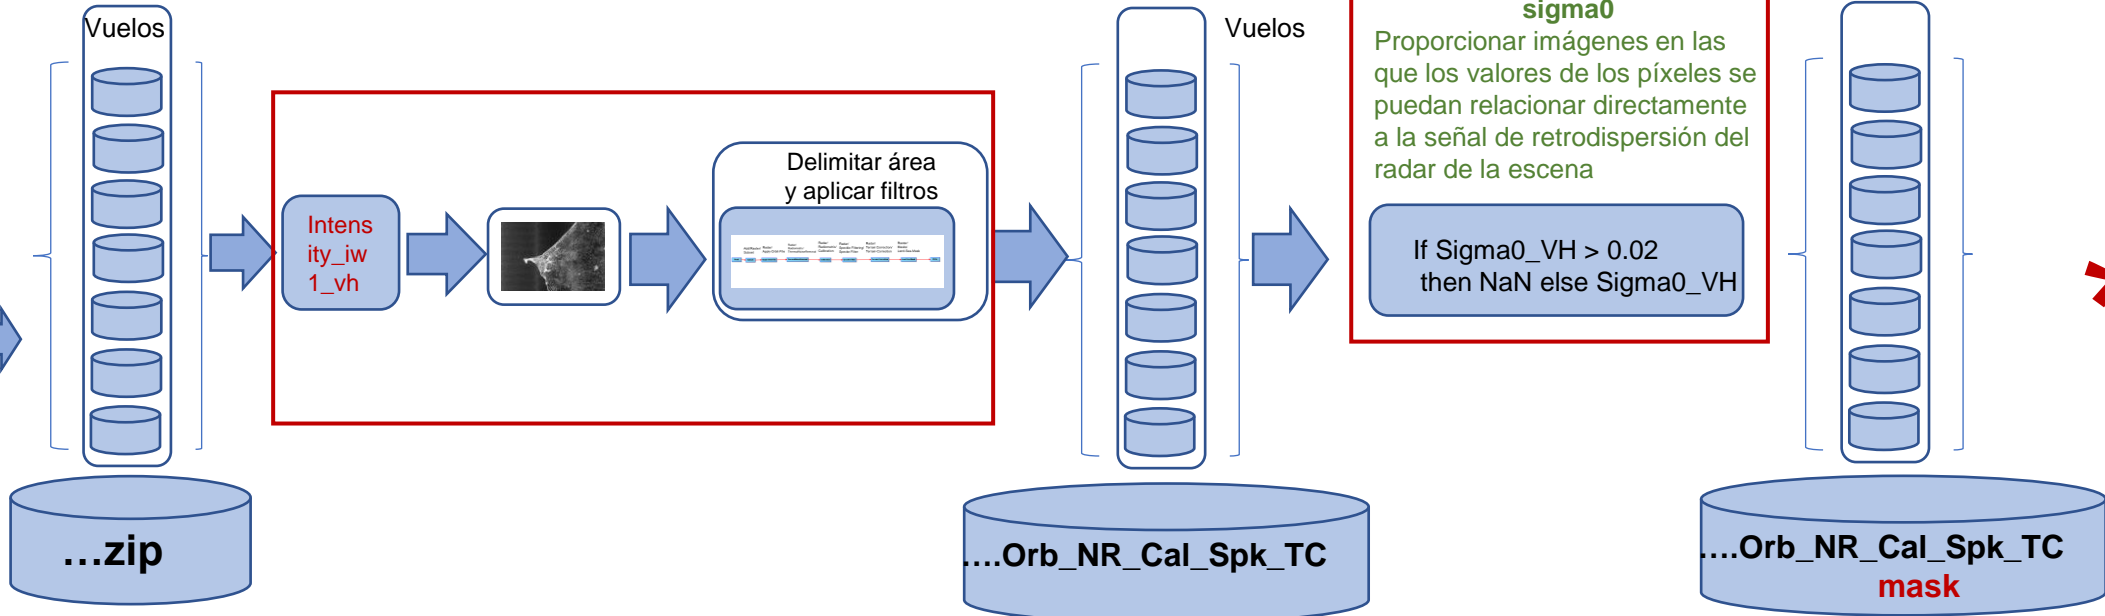 Vuelos
Intens
ity_iw
1_vh
Delimitar área
y aplicar filtros
Vuelos
sigma0
Proporcionar imágenes en las
que los valores de los píxeles se
puedan relacionar directamente
a la señal de retrodispersión del
radar de la escena
If Sigma0_VH > 0.02
then NaN else Sigma0_VH
...zip
....Orb_NR_Cal_Spk_TC
....Orb_NR_Cal_Spk_TC
mask